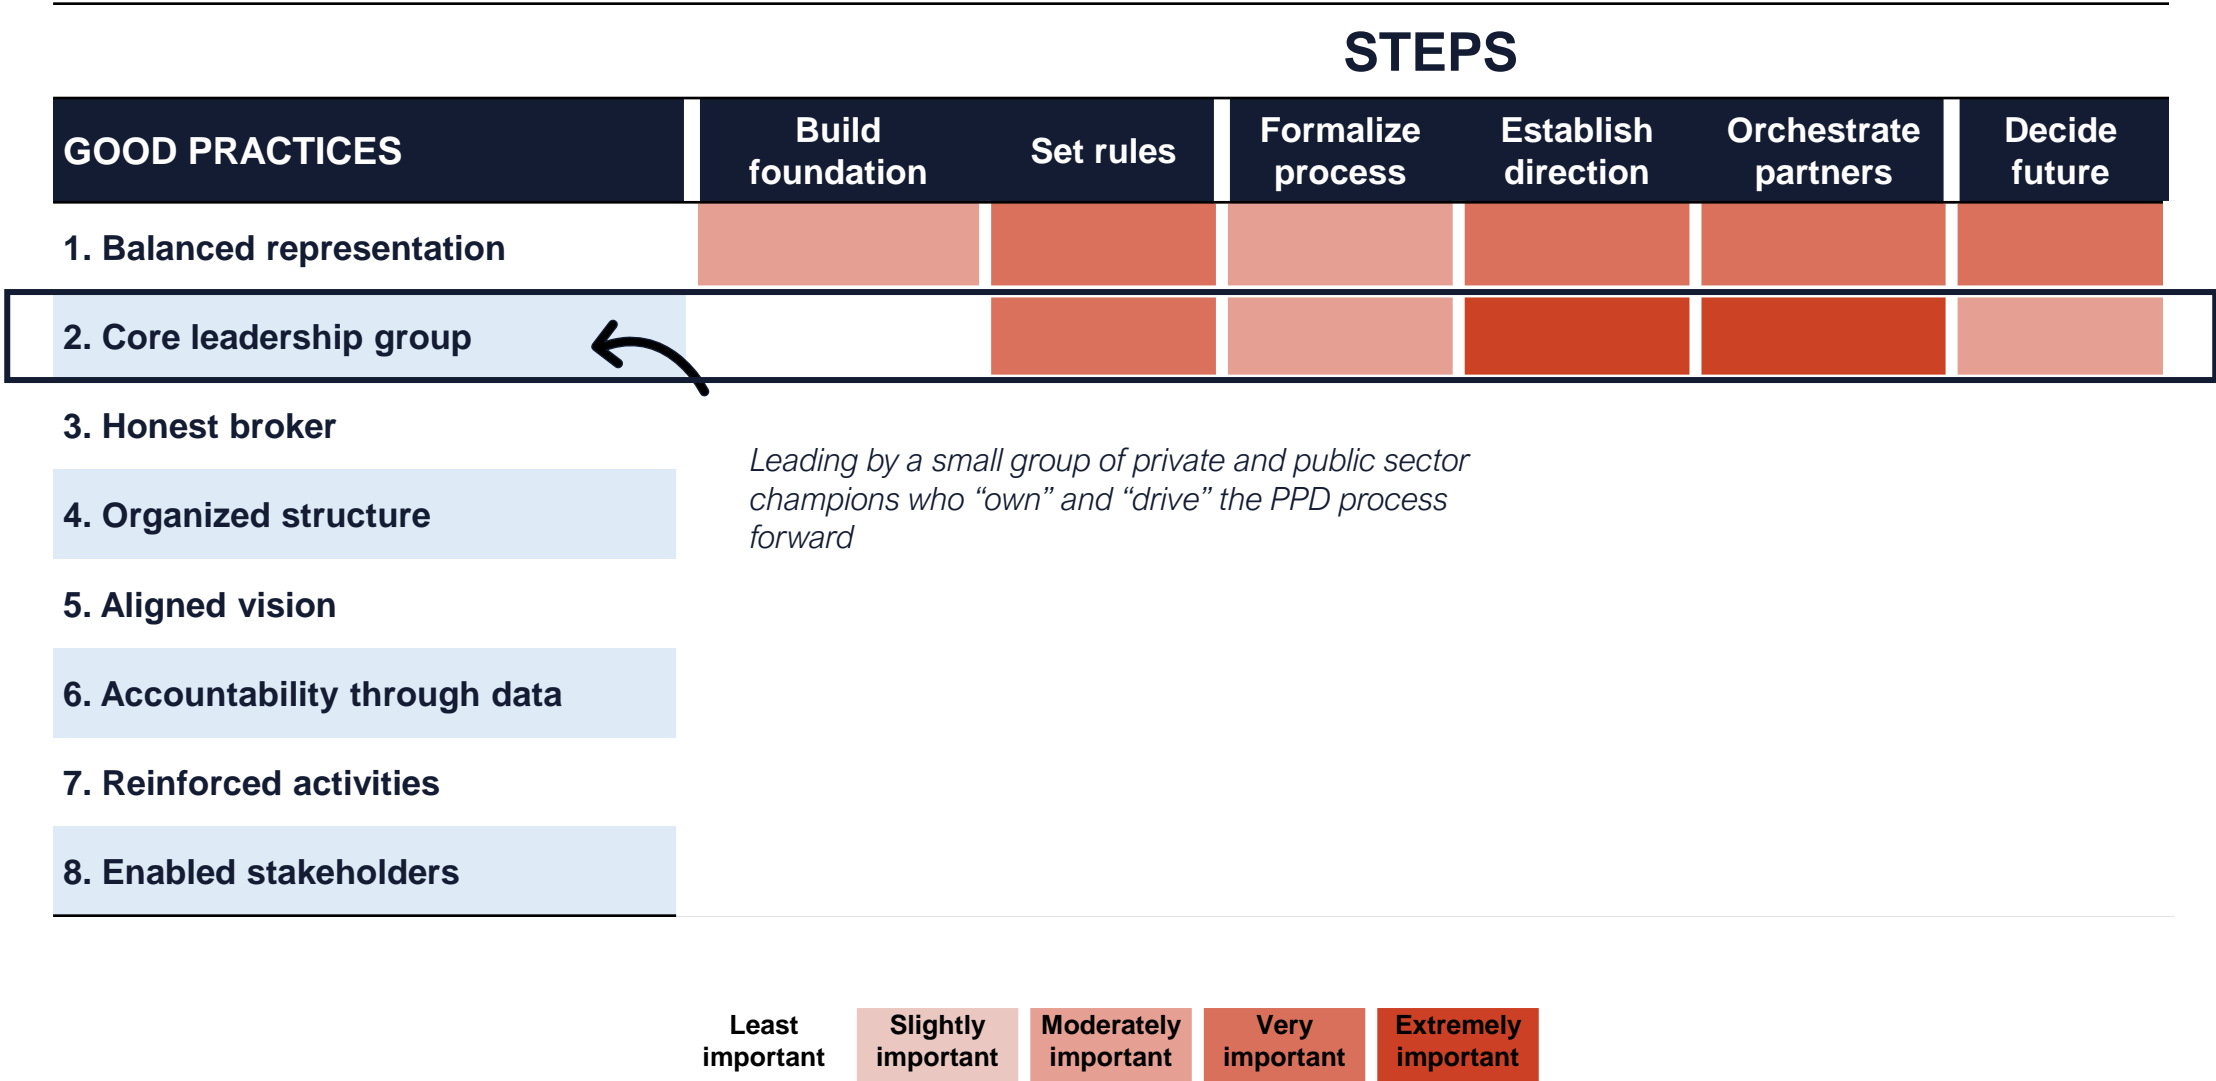 STEPS
GOOD PRACTICES
Build
foundation
Set rules
Formalize
process
Establish
direction
Orchestrate
partners
Decide
future
1. Balanced representation
2. Core leadership group
3. Honest broker
4. Organized structure
5. Aligned vision
6. Accountability through data
7. Reinforced activities
8. Enabled stakeholders
Leading by a small group of private and public sector
champions who “own” and “drive” the PPD process
forward
Least
important
Slightly
important
Moderately
important
Very
important
Extremely
important